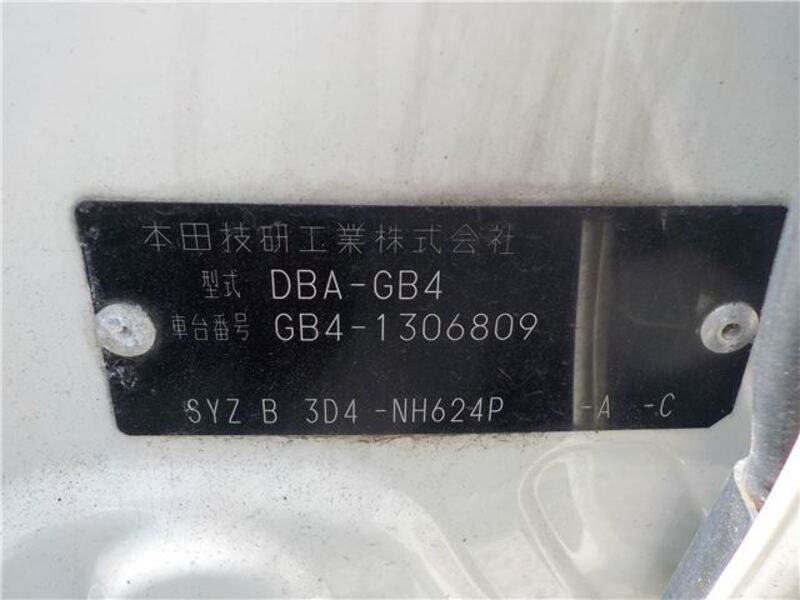 本田技研工業株式会社
型式 DBA-GB4
車台番号 GB4-1306809
SYZ B 3D4 -NH624P -A -C